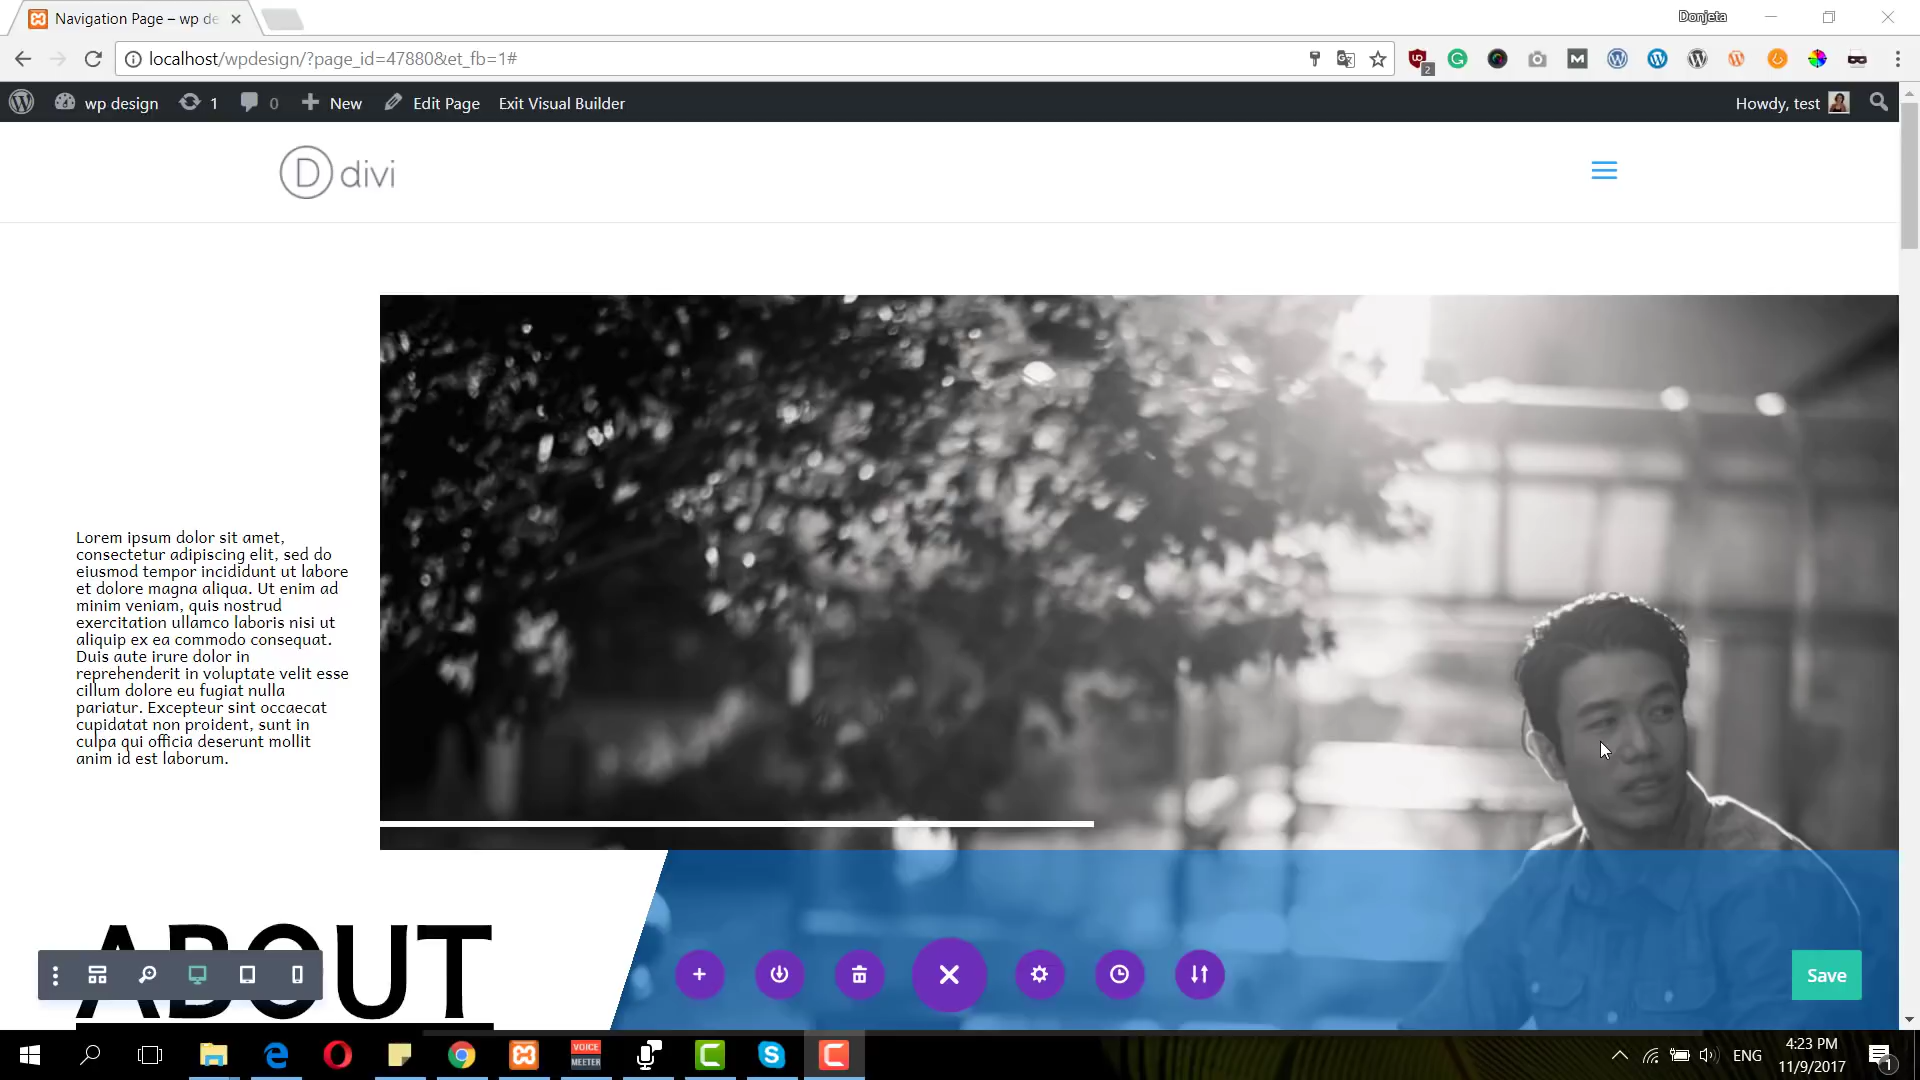 Navigation Page – wp de
Donjeta
localhost/wpdesign/?page_id=47880&et_fb=1#
2
wp design
1
0
New
Edit Page
Exit Visual Builder
Howdy, test
D divi
Lorem ipsum dolor sit amet,
consectetur adipiscing elit, sed do
eiusmod tempor incididunt ut labore
et dolore magna aliqua. Ut enim ad
minim veniam, quis nostrud
exercitation ullamco laboris nisi ut
aliquip ex ea commodo consequat.
Duis aute irure dolor in
reprehenderit in voluptate velit esse
cillum dolore eu fugiat nulla
pariatur. Excepteur sint occaecat
cupidatat non proident, sunt in
culpa qui officia deserunt mollit
anim id est laborum.
ABOUT
Save
VOICE
MEETER
ENG
4:23 PM
11/9/2017
1